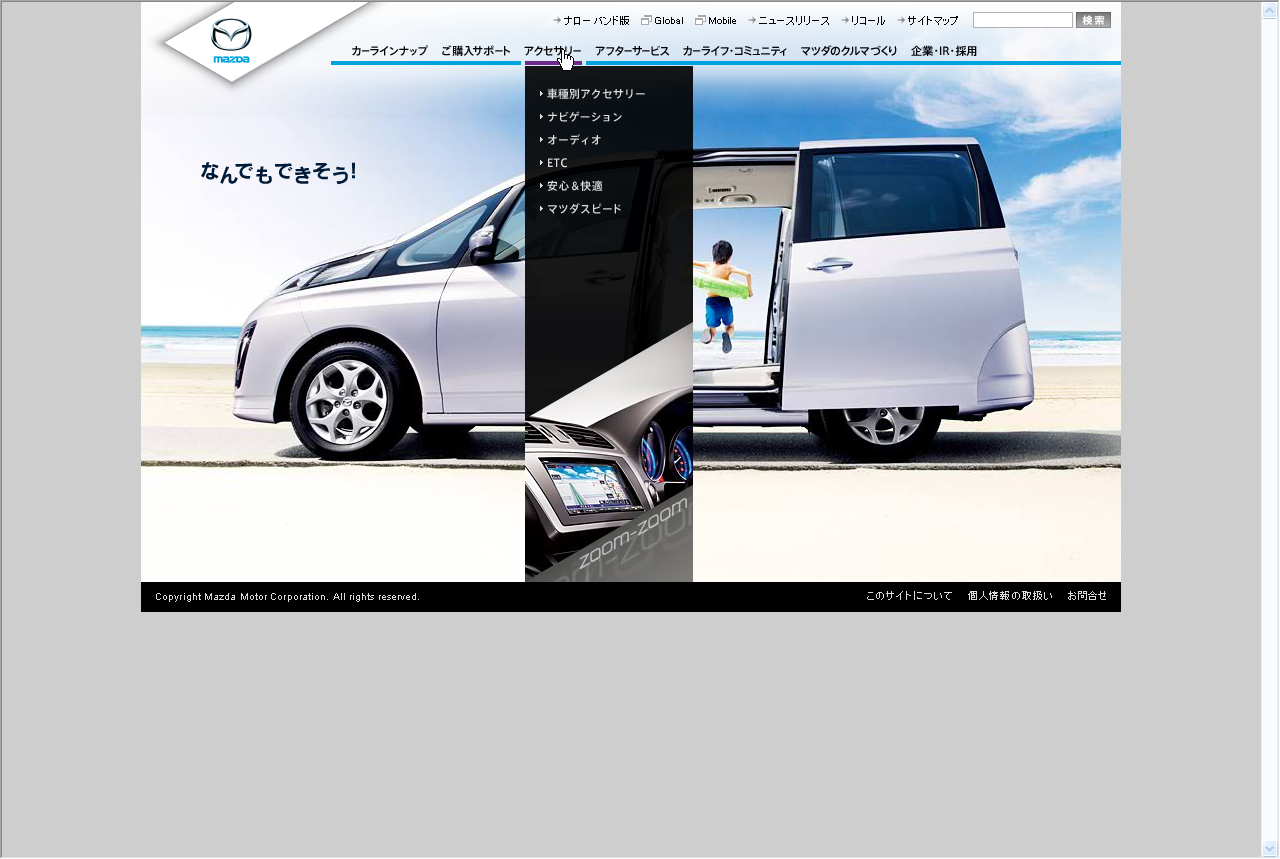 ナローバンド版 Global Mobile ニュースリリース リコール サイトマップ 検索
mazda
カーラインナップ ご購入サポート アクセサリー アフターサービス カーライフ・コミュニティ マツダのクルマづくり 企業・IR・採用
車種別アクセサリー
ナビゲーション
オーディオ
ETC
安心&快適
マツダスピード
なんでもできそう!
zoom-zoom
Copyright Mazda Motor Corporation. All rights reserved. このサイトについて 個人情報の取扱い お問合せ